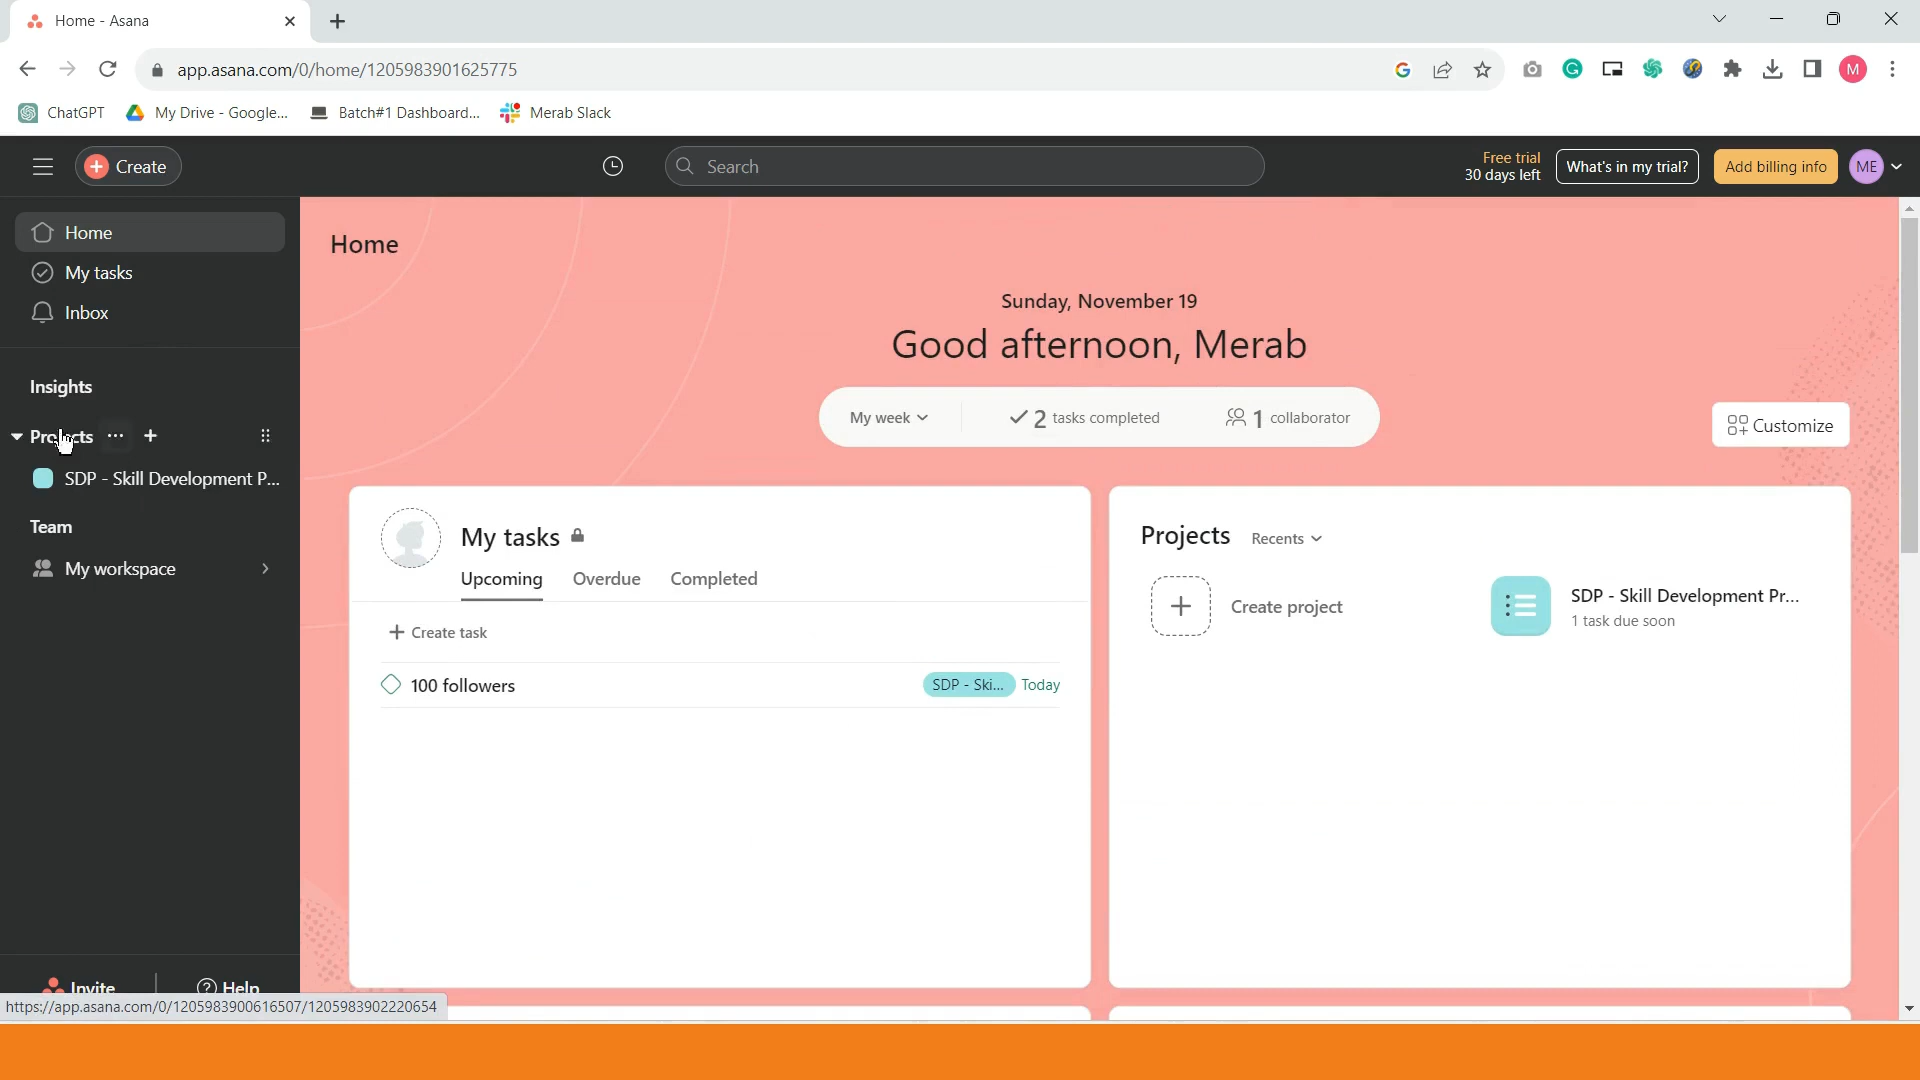 Home - Asana
app.asana.com/0/home/1205983901625775
M
ChatGPT
My Drive - Google...
Batch#1 Dashboard...
Merab Slack
Create
Search
Free trial
30 days left
What's in my trial?
Add billing info
ME
Home
My tasks
Inbox
Insights
Projects
SDP - Skill Development P...
Team
My workspace
Invite
Help
https://app.asana.com/0/1205983900616507/1205983902220654
Home
Sunday, November 19
Good afternoon, Merab
My week
2 tasks completed
1 collaborator
Customize
My tasks
Upcoming
Overdue
Completed
Create task
100 followers
SDP - Ski...
Today
Projects
Recents
Create project
SDP - Skill Development Pr...
1 task due soon